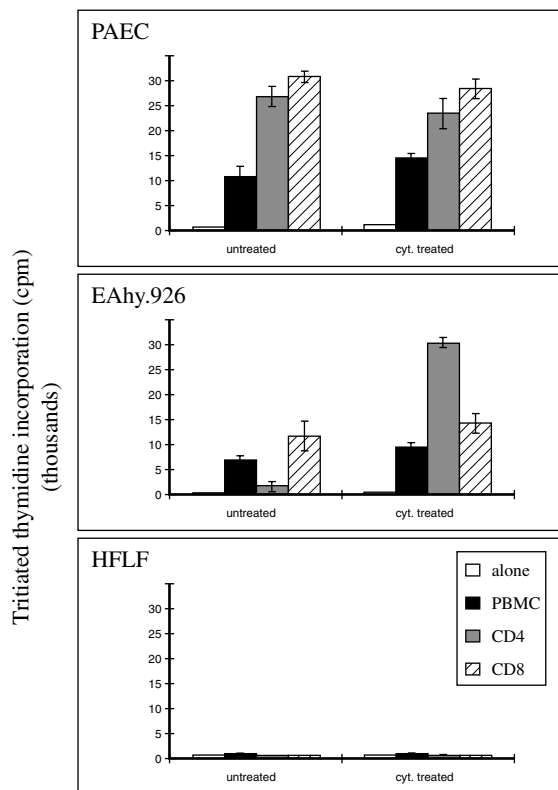 Tritiated thymidine incorporation (cpm)
(thousands)
PAEC
30
25
20
15
10
5
0
untreated cyt. treated
EAhy.926
30
25
20
15
10
5
0
untreated cyt. treated
HFLF
30
25
20
15
10
5
0
untreated cyt. treated
alone
PBMC
CD4
CD8